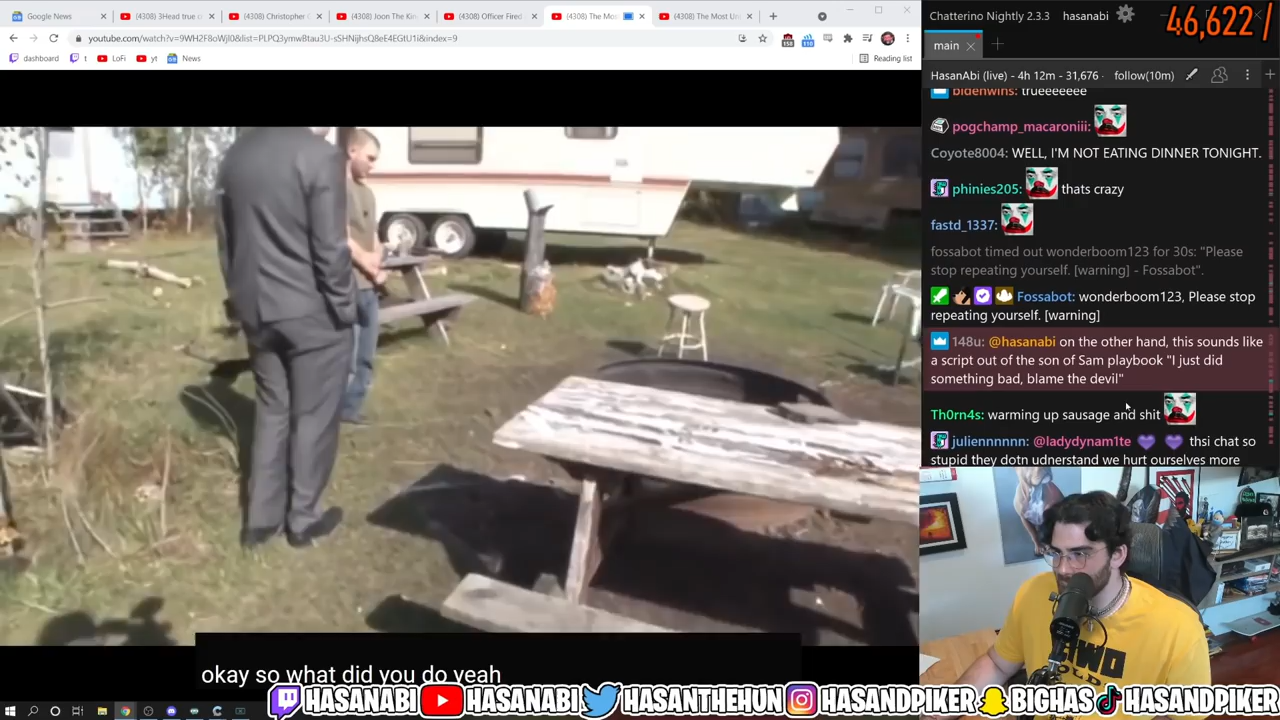 Google News
(4308) 3Head true c
(4308) Christopher H
(4308) Joon The Kin
(4308) Officer Fired
(4308) The Mos
(4308) The Most Un
youtube.com/watch?v=9WH2F8oWjI0&list=PLPQ3ymwBtau3U-sSHNijhsQ8eE4EGtU1i&index=9
dashboard
t
LoFi
yt
News
Reading list
Chatterino Nightly 2.3.3
hasanabi
46,622 /
main
HasanAbi (live) - 4h 12m - 31,676 -
follow(10m)
bidenwins: trueeeeeee
pogchamp_macaroniii:
Coyote8004: WELL, I'M NOT EATING DINNER TONIGHT.
phinies205: thats crazy
fastd_1337:
fossabot timed out wonderboom123 for 30s: "Please
stop repeating yourself. [warning] - Fossabot".
Fossabot: wonderboom123, Please stop
repeating yourself. [warning]
148u: @hasanabi on the other hand, this sounds like
a script out of the son of Sam playbook "I just did
something bad, blame the devil"
Th0rn4s: warming up sausage and shit
juliennnnnn: @ladydynam1te thsi chat so
stupid they dotn udnerstand we hurt ourselves more
okay so what did you do yeah
HASANABI
HASANABI
HASANTHEHUN
HASANDPIKER
BIGHAS
HASANDPIKER